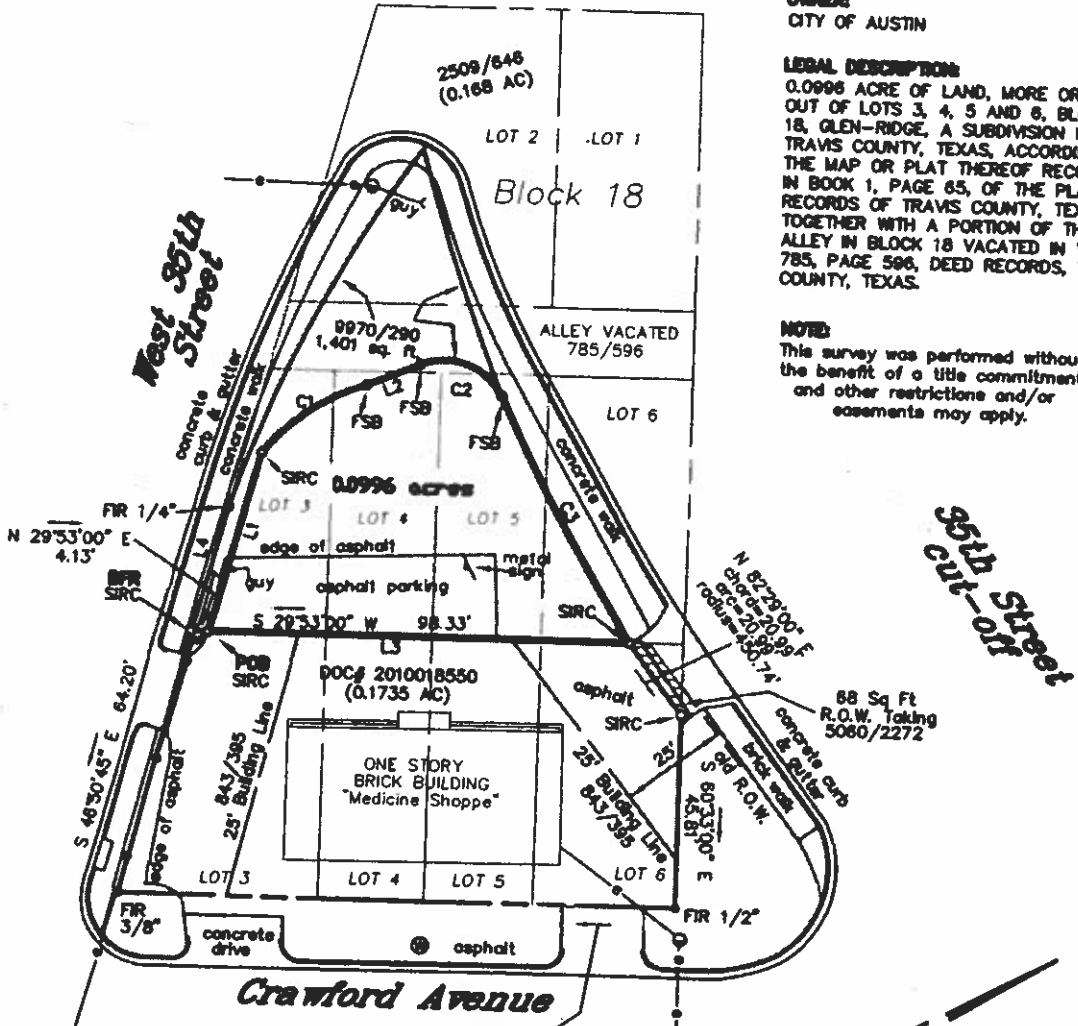 CITY OF AUSTIN
LEGAL DESCRIPTION:
0.0996 ACRE OF LAND, MORE OR
OUT OF LOTS 3, 4, 5 AND 6, BL
18, GLEN-RIDGE, A SUBDIVISION I
TRAVIS COUNTY, TEXAS, ACCORDI
THE MAP OR PLAT THEREOF RECO
IN BOOK 1, PAGE 65, OF THE PLA
RECORDS OF TRAVIS COUNTY, TEX
TOGETHER WITH A PORTION OF TH
ALLEY IN BLOCK 18 VACATED IN
785, PAGE 596, DEED RECORDS,
COUNTY, TEXAS.
NOTE:
This survey was performed withou
the benefit of a title commitment
and other restrictions and/or
easements may apply.
2509/646
(0.168 AC)
LOT 2
LOT 1
Block 18
guy
West 35th
Street
9970/290
1,401 sq. ft.
ALLEY VACATED
785/596
concrete
curb & gutter
concrete walk
C1
L2
C2
FSB
FSB
FSB
LOT 6
SIRC
0.0996 acres
concrete walk
FIR 1/4"
LOT 3
LOT 4
LOT 5
C3
L1
N 29°53'00" E
4.13'
L4
edge of asphalt
metal
sign
35th Street
cut-off
guy
asphalt parking
SIRC
SIRC
N 82°29'00" E
chord=20.99
arc=20.99'
radius=450.74'
S 29°53'00" W 98.33'
L3
POB
SIRC
DOC# 2010018550
(0.1735 AC)
asphalt
68 Sq Ft
R.O.W. Taking
5060/2272
SIRC
S 46°30'45" E 64.20'
843/395
25' Building Line
ONE STORY
BRICK BUILDING
"Medicine Shoppe"
25'
25' Building Line
843/395
old R.O.W.
brick walk
concrete curb
& gutter
S 60°33'00" E
45.81'
edge of asphalt
LOT 3
LOT 4
LOT 5
LOT 6
FIR
3/8"
FIR 1/2"
concrete
drive
asphalt
Crawford Avenue